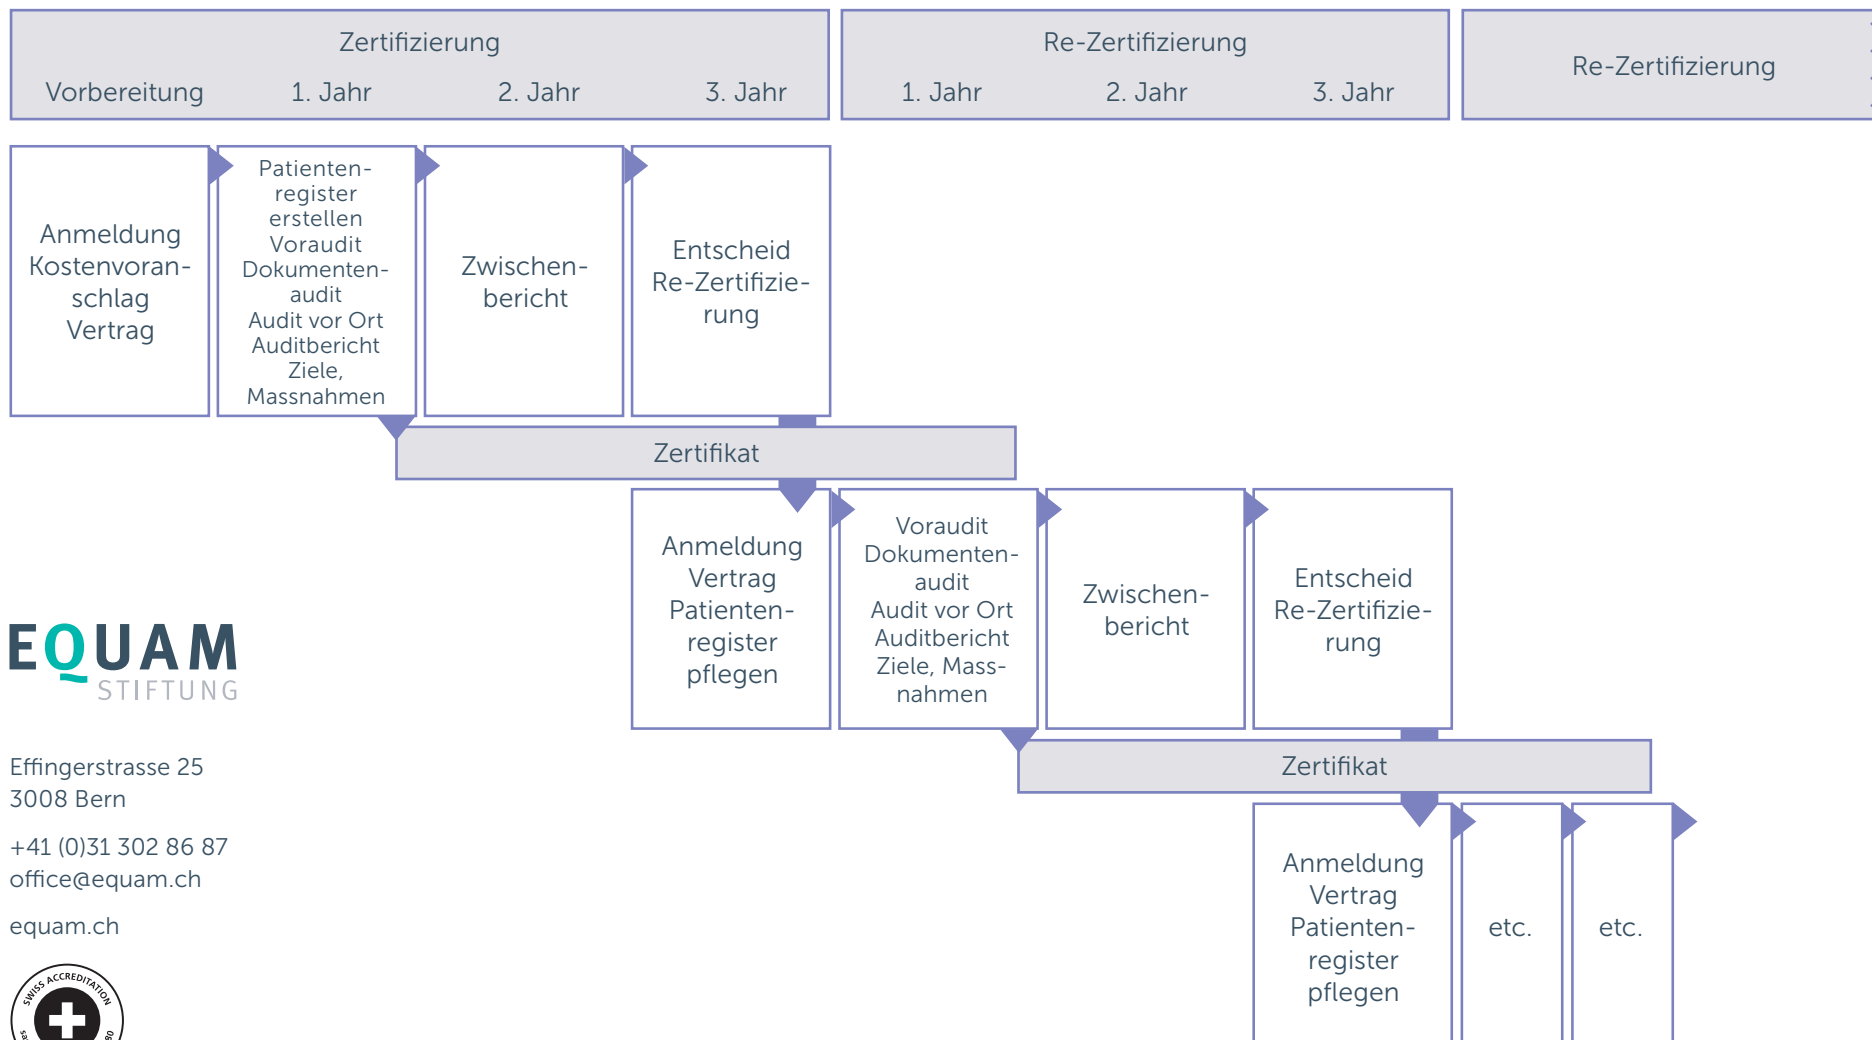 Zertifizierung
Vorbereitung 1. Jahr 2. Jahr 3. Jahr
Re-Zertifizierung
1. Jahr 2. Jahr 3. Jahr
Re-Zertifizierung
Anmeldung
Kostenvoran-
schlag
Vertrag
Patienten-
register
erstellen
Voraudit
Dokumenten-
audit
Audit vor Ort
Auditbericht
Ziele,
Massnahmen
Zwischen-
bericht
Entscheid
Re-Zertifizie-
rung
Zertifikat
Anmeldung
Vertrag
Patienten-
register
pflegen
Voraudit
Dokumenten-
audit
Audit vor Ort
Auditbericht
Ziele, Mass-
nahmen
Zwischen-
bericht
Entscheid
Re-Zertifizie-
rung
Zertifikat
Anmeldung
Vertrag
Patienten-
register
pflegen
etc.
etc.
EQUAM
STIFTUNG
Effingerstrasse 25
3008 Bern
+41 (0)31 302 86 87
office@equam.ch
equam.ch
SWISS ACCREDITATION